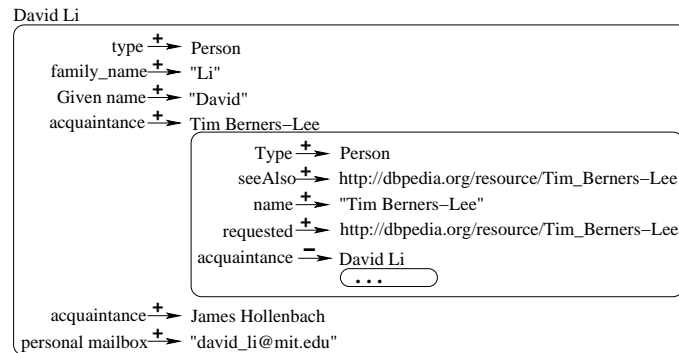 David Li
type + Person
family_name + "Li"
Given name + "David"
acquaintance + Tim Berners–Lee
Type + Person
seeAlso + http://dbpedia.org/resource/Tim_Berners–Lee
name + "Tim Berners–Lee"
requested + http://dbpedia.org/resource/Tim_Berners–Lee
acquaintance – David Li
...
acquaintance + James Hollenbach
personal mailbox + "david_li@mit.edu"